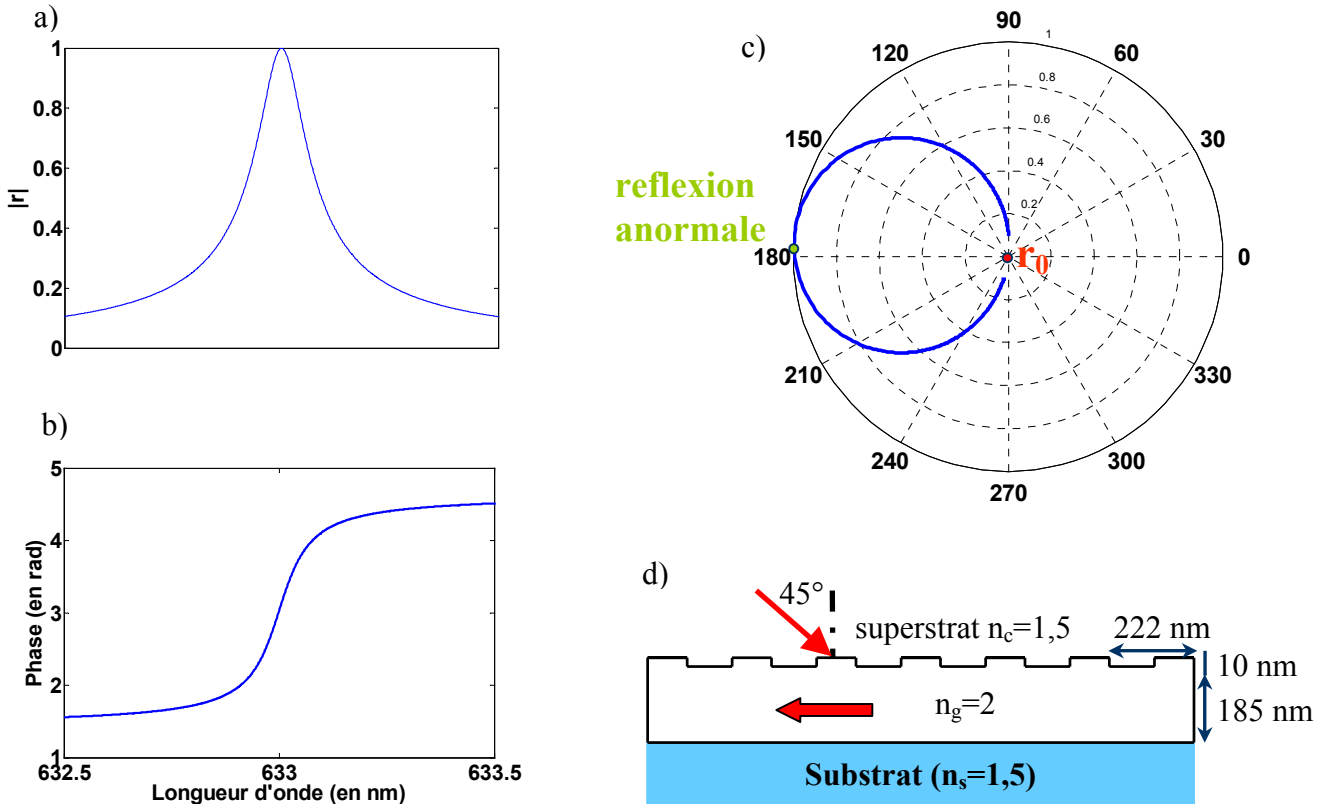 a)
1
0.8
0.6
0.4
0.2
0
|r|
b)
5
4
3
2
1
Phase (en rad)
632.5
633
633.5
Longueur d'onde (en nm)
c)
90
60
30
0
330
300
270
240
210
180
150
120
1
0.8
0.6
0.4
0.2
reflexion
anormale
r₀
d)
45°
superstrat n_c=1,5
222 nm
10 nm
n_g=2
185 nm
Substrat (n_s=1,5)